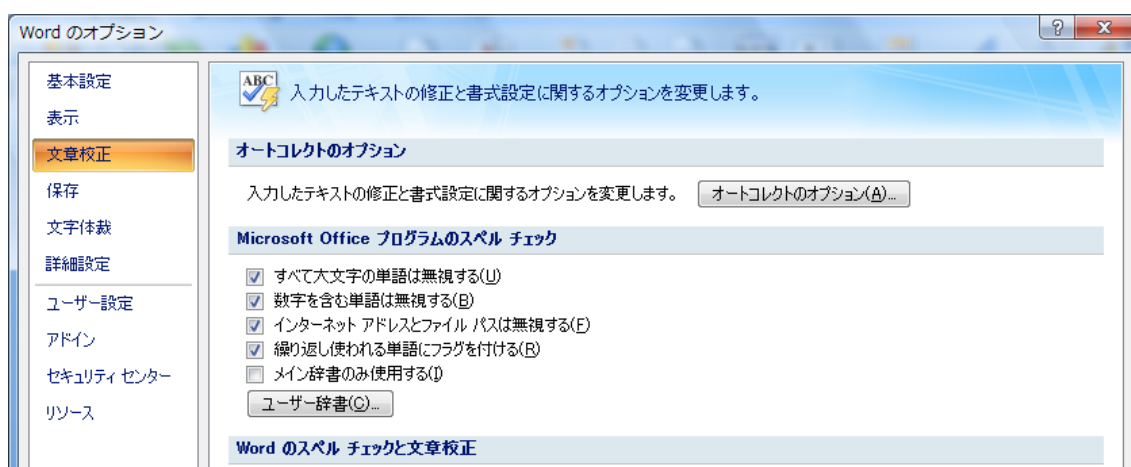 Word のオプション
? X
基本設定
表示
文章校正
保存
文字体裁
詳細設定
ユーザー設定
アドイン
セキュリティ センター
リソース
ABC
入力したテキストの修正と書式設定に関するオプションを変更します。
オートコレクトのオプション
入力したテキストの修正と書式設定に関するオプションを変更します。 オートコレクトのオプション(A)...
Microsoft Office プログラムのスペル チェック
すべて大文字の単語は無視する(U)
数字を含む単語は無視する(B)
インターネット アドレスとファイル パスは無視する(F)
繰り返し使われる単語にフラグを付ける(R)
メイン辞書のみ使用する(I)
ユーザー辞書(C)...
Word のスペル チェックと文章校正